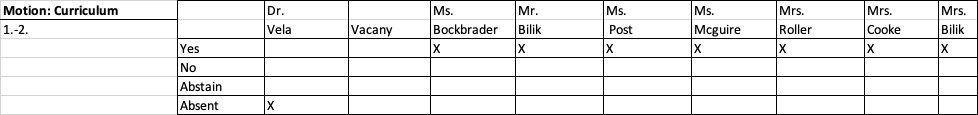 Motion: Curriculum Dr. Ms. Mr. Ms. Ms. Mrs. Mrs. Mrs.
1.-2. Vela Vacancy Bockbrader Bilik Post Mcguire Roller Cooke Bilik
Yes X X X X X X X
No
Abstain
Absent X